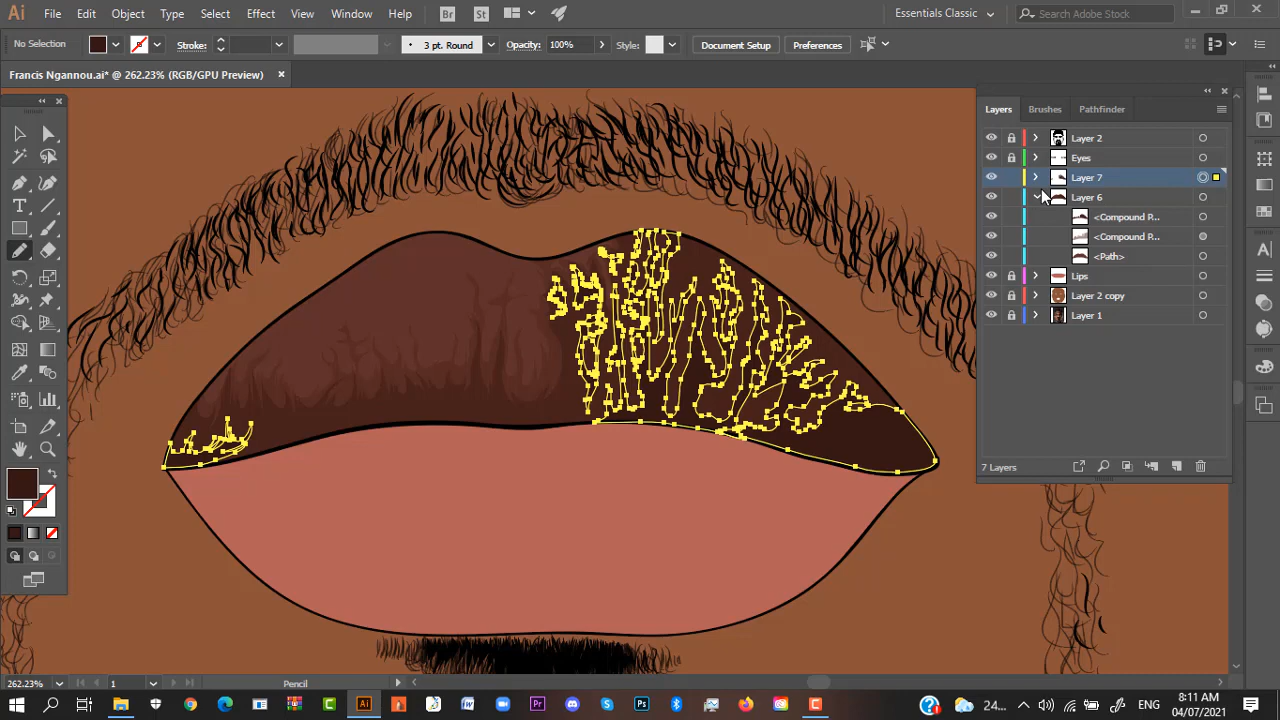 Ai File Edit Object Type Select Effect View Window Help Br St Essentials Classic Search Adobe Stock
No Selection Stroke: 3 pt. Round Opacity: 100% Style: Document Setup Preferences
Francis Ngannou.ai* @ 262.23% (RGB/GPU Preview)
Layers Brushes Pathfinder
Layer 2
Eyes
Layer 7
Layer 6
<Compound P...
<Compound P...
<Path>
Lips
Layer 2 copy
Layer 1
7 Layers
262.23% 1 Pencil
8:11 AM
24... ENG
04/07/2021